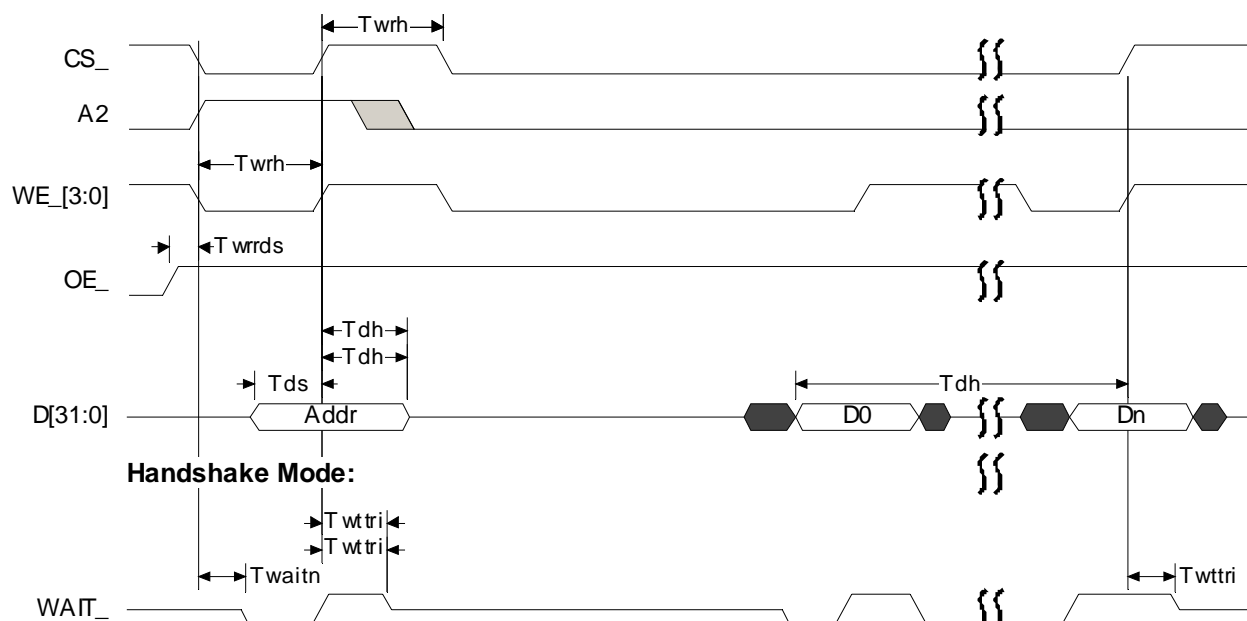 Twrh
CS_
A2
Twrh
WE_[3:0]
Twrrds
OE_
Tdh
Tdh
Tds
Tdh
D[31:0]
Addr
D0
Dn
Handshake Mode:
Twttri
Twttri
Twaitn
Twttri
WAIT_